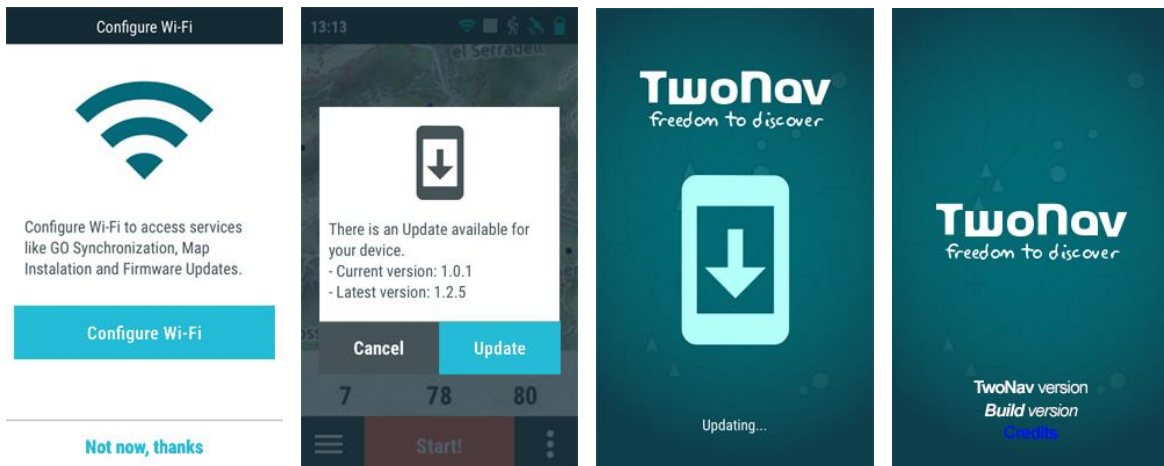 Configure Wi-Fi
Configure Wi-Fi to access services
like GO Synchronization, Map
Instalation and Firmware Updates.
Configure Wi-Fi
Not now, thanks
13:13
el Serradell
There is an Update available for
your device.
- Current version: 1.0.1
- Latest version: 1.2.5
Cancel
Update
7 78 80
Start!
TwoNav
freedom to discover
Updating...
TwoNav
freedom to discover
TwoNav version
Build version
Credits